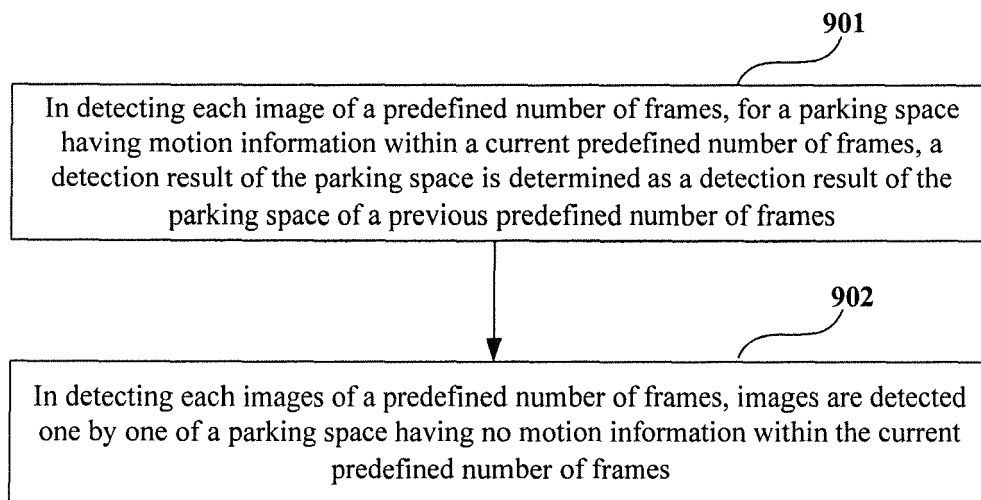 901
In detecting each image of a predefined number of frames, for a parking space
having motion information within a current predefined number of frames, a
detection result of the parking space is determined as a detection result of the
parking space of a previous predefined number of frames
902
In detecting each images of a predefined number of frames, images are detected
one by one of a parking space having no motion information within the current
predefined number of frames